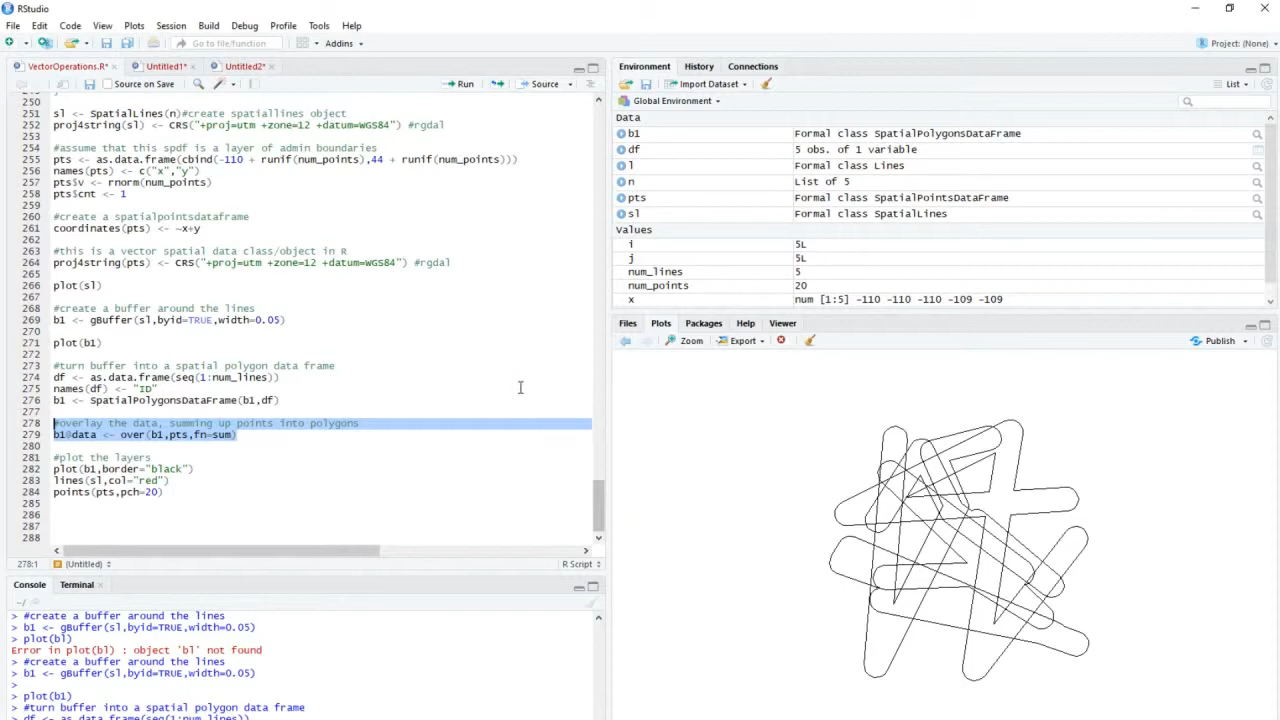 RStudio
File Edit Code View Plots Session Build Debug Profile Tools Help
Go to file/function Addins Project: (None)
VectorOperations.R* Untitled1* Untitled2*
Source on Save Run Source
250 }
251 sl <- SpatialLines(n)#create spatiallines object
252 proj4string(sl) <- CRS("+proj=utm +zone=12 +datum=WGS84") #rgdal
253
254 #assume that this spdf is a layer of admin boundaries
255 pts <- as.data.frame(cbind(-110 + runif(num_points),44 + runif(num_points)))
256 names(pts) <- c("x","y")
257 pts$v <- rnorm(num_points)
258 pts$cnt <- 1
259
260 #create a spatialpointsdataframe
261 coordinates(pts) <- ~x+y
262
263 #this is a vector spatial data class/object in R
264 proj4string(pts) <- CRS("+proj=utm +zone=12 +datum=WGS84") #rgdal
265
266 plot(sl)
267
268 #create a buffer around the lines
269 b1 <- gBuffer(sl,byid=TRUE,width=0.05)
270
271 plot(b1)
272
273 #turn buffer into a spatial polygon data frame
274 df <- as.data.frame(seq(1:num_lines))
275 names(df) <- "ID"
276 b1 <- SpatialPolygonsDataFrame(b1,df)
277
278 #overlay the data, summing up points into polygons
279 b1@data <- over(b1,pts,fn=sum)
280
281 #plot the layers
282 plot(b1,border="black")
283 lines(sl,col="red")
284 points(pts,pch=20)
285
286
287
288
278:1 (Untitled) R Script
Console Terminal
~/
> #create a buffer around the lines
> b1 <- gBuffer(sl,byid=TRUE,width=0.05)
> plot(bl)
Error in plot(bl) : object 'bl' not found
> #create a buffer around the lines
> b1 <- gBuffer(sl,byid=TRUE,width=0.05)
>
> plot(b1)
> #turn buffer into a spatial polygon data frame
> df <- as.data.frame(seq(1:num_lines))
Environment History Connections
Import Dataset List
Global Environment
Data
b1 Formal class SpatialPolygonsDataFrame
df 5 obs. of 1 variable
l Formal class Lines
n List of 5
pts Formal class SpatialPointsDataFrame
sl Formal class SpatialLines
Values
i 5L
j 5L
num_lines 5
num_points 20
x num [1:5] -110 -110 -110 -109 -109
Files Plots Packages Help Viewer
Zoom Export Publish